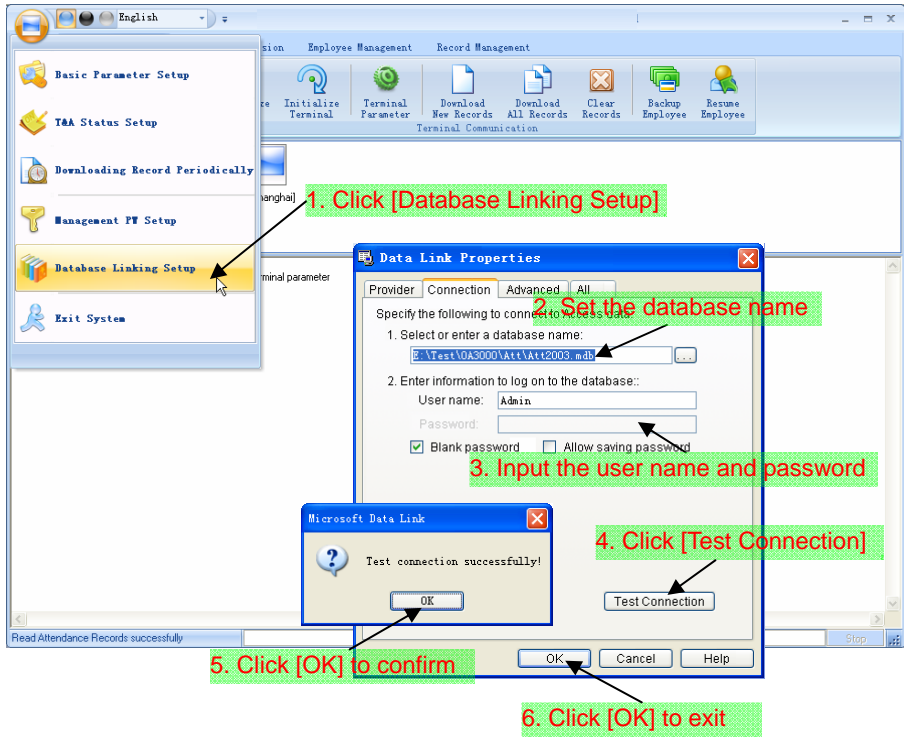 English
sion Employee Management Record Management
Basic Parameter Setup
T&A Status Setup
Downloading Record Periodically
Management PW Setup
Database Linking Setup
Exit System
ze Initialize Terminal Download Download Clear Backup Resume
Terminal Parameter New Records All Records Records Employee Employee
Terminal Communication
anghai]
1. Click [Database Linking Setup]
rminal parameter
Data Link Properties
Provider Connection Advanced All
Specify the following to connect to Access data:
2. Set the database name
1. Select or enter a database name:
E:\Test\OA3000\Att\Att2003.mdb ...
2. Enter information to log on to the database::
User name: Admin
Password:
Blank password Allow saving password
3. Input the user name and password
Microsoft Data Link
Test connection successfully!
OK
4. Click [Test Connection]
Test Connection
Read Attendance Records successfully
Stop
5. Click [OK] to confirm
OK Cancel Help
6. Click [OK] to exit